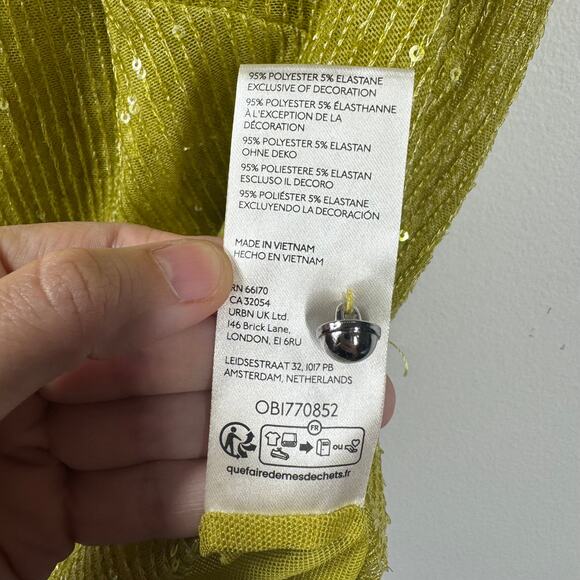 95% POLYESTER 5% ELASTANE
EXCLUSIVE OF DECORATION
95% POLYESTER 5% ÉLASTHANNE
À L'EXCEPTION DE LA
DÉCORATION
95% POLYESTER 5% ELASTAN
OHNE DEKO
95% POLIESTERE 5% ELASTAN
ESCLUSO IL DECORO
95% POLIÉSTER 5% ELASTANE
EXCLUYENDO LA DECORACIÓN
MADE IN VIETNAM
HECHO EN VIETNAM
RN 66170
CA 32054
URBN UK Ltd.
146 Brick Lane,
LONDON, E1 6RU
LEIDSESTRAAT 32, 1017 PB
AMSTERDAM, NETHERLANDS
OB1770852
FR
ou
quefairedemesdechets.fr